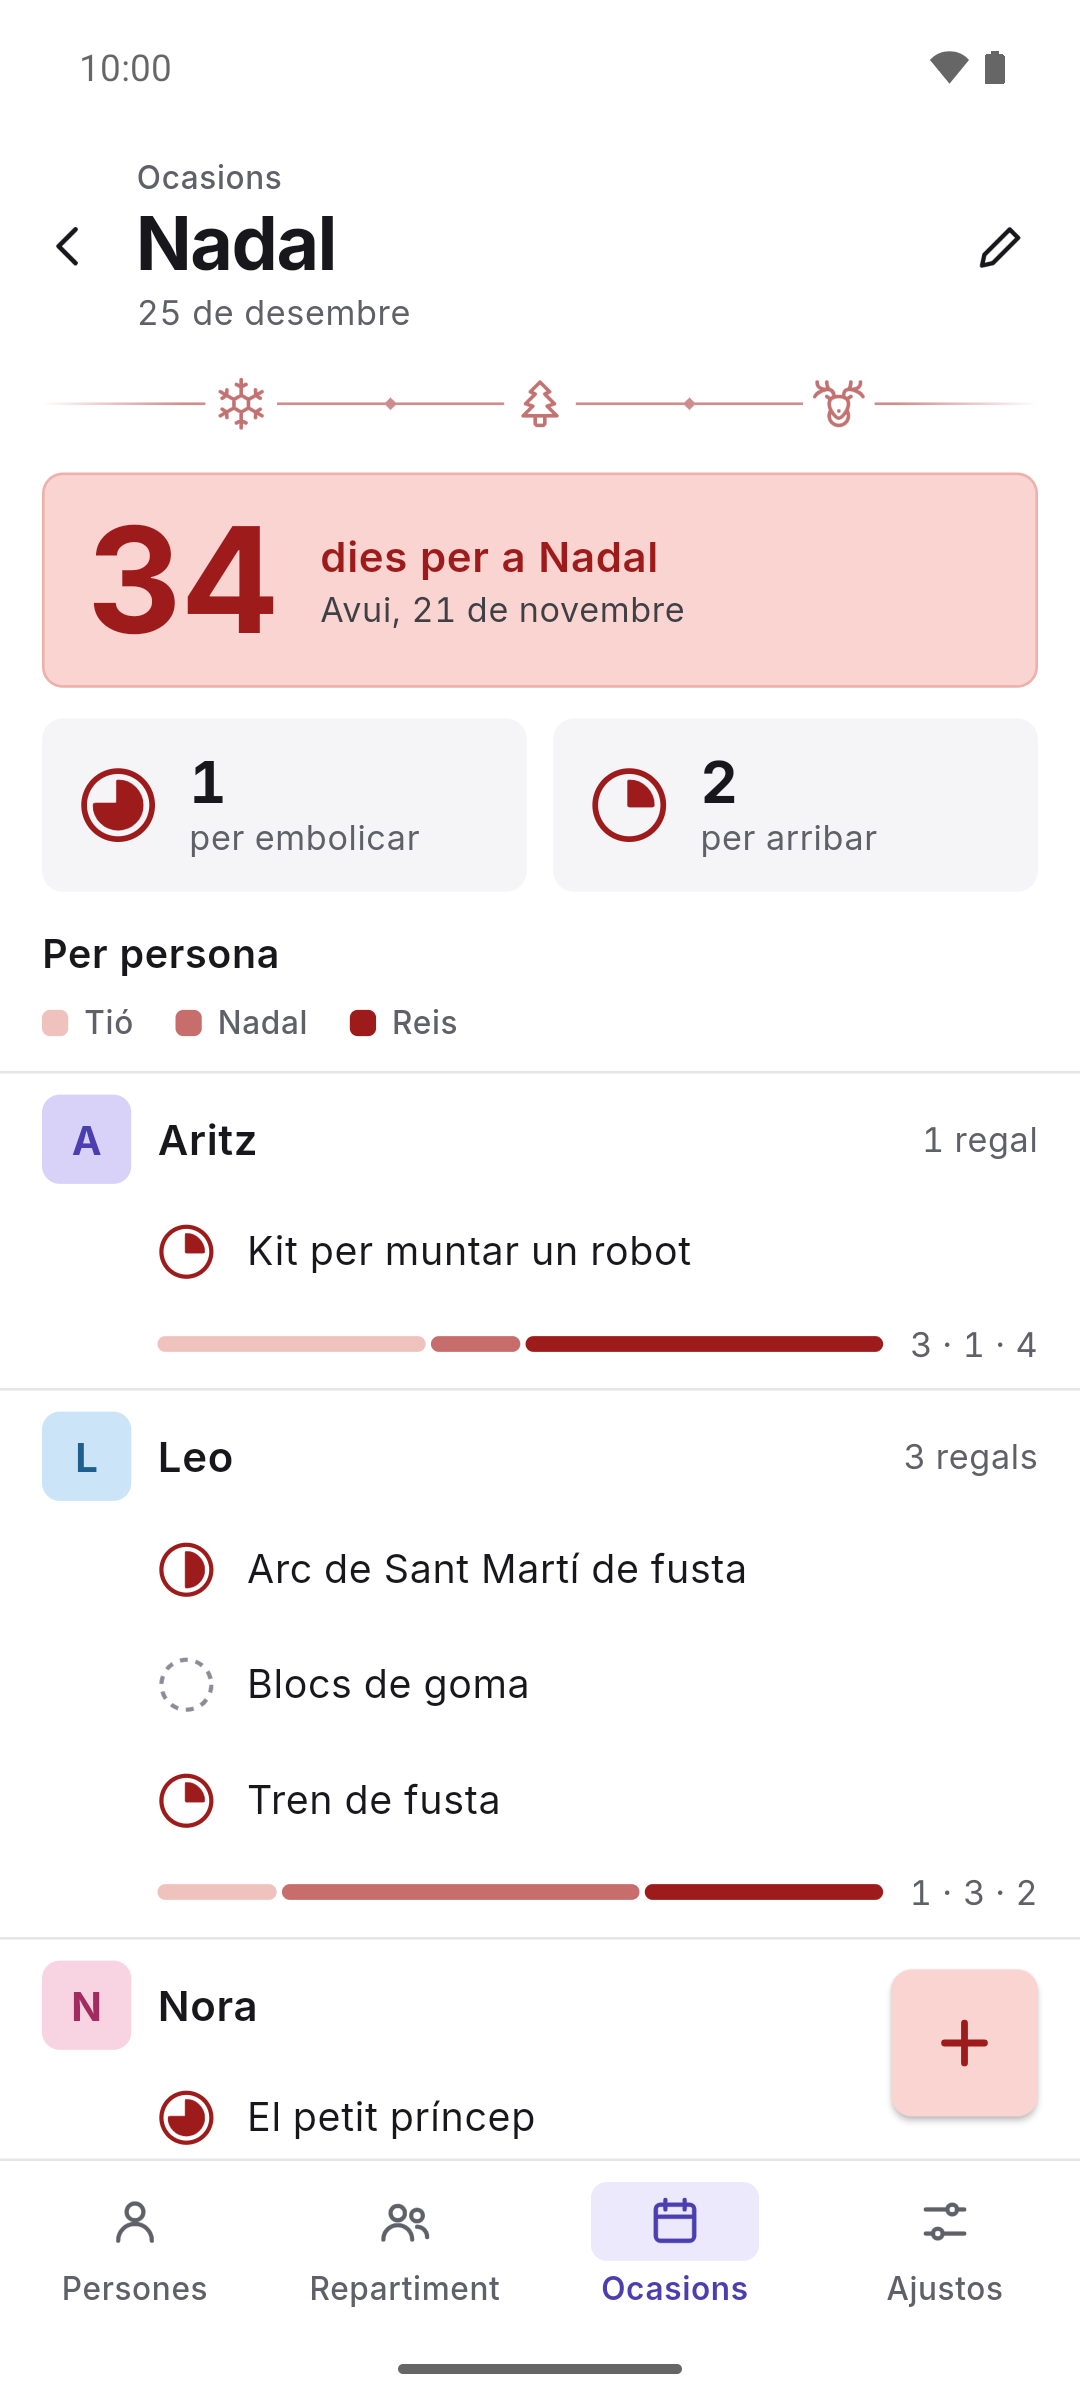 10:00
Ocasions
Nadal
25 de desembre
34
dies per a Nadal
Avui, 21 de novembre
1
per embolicar
2
per arribar
Per persona
Tió Nadal Reis
A Aritz 1 regal
Kit per muntar un robot
3 · 1 · 4
L Leo 3 regals
Arc de Sant Martí de fusta
Blocs de goma
Tren de fusta
1 · 3 · 2
N Nora
El petit príncep
Persones Repartiment Ocasions Ajustos